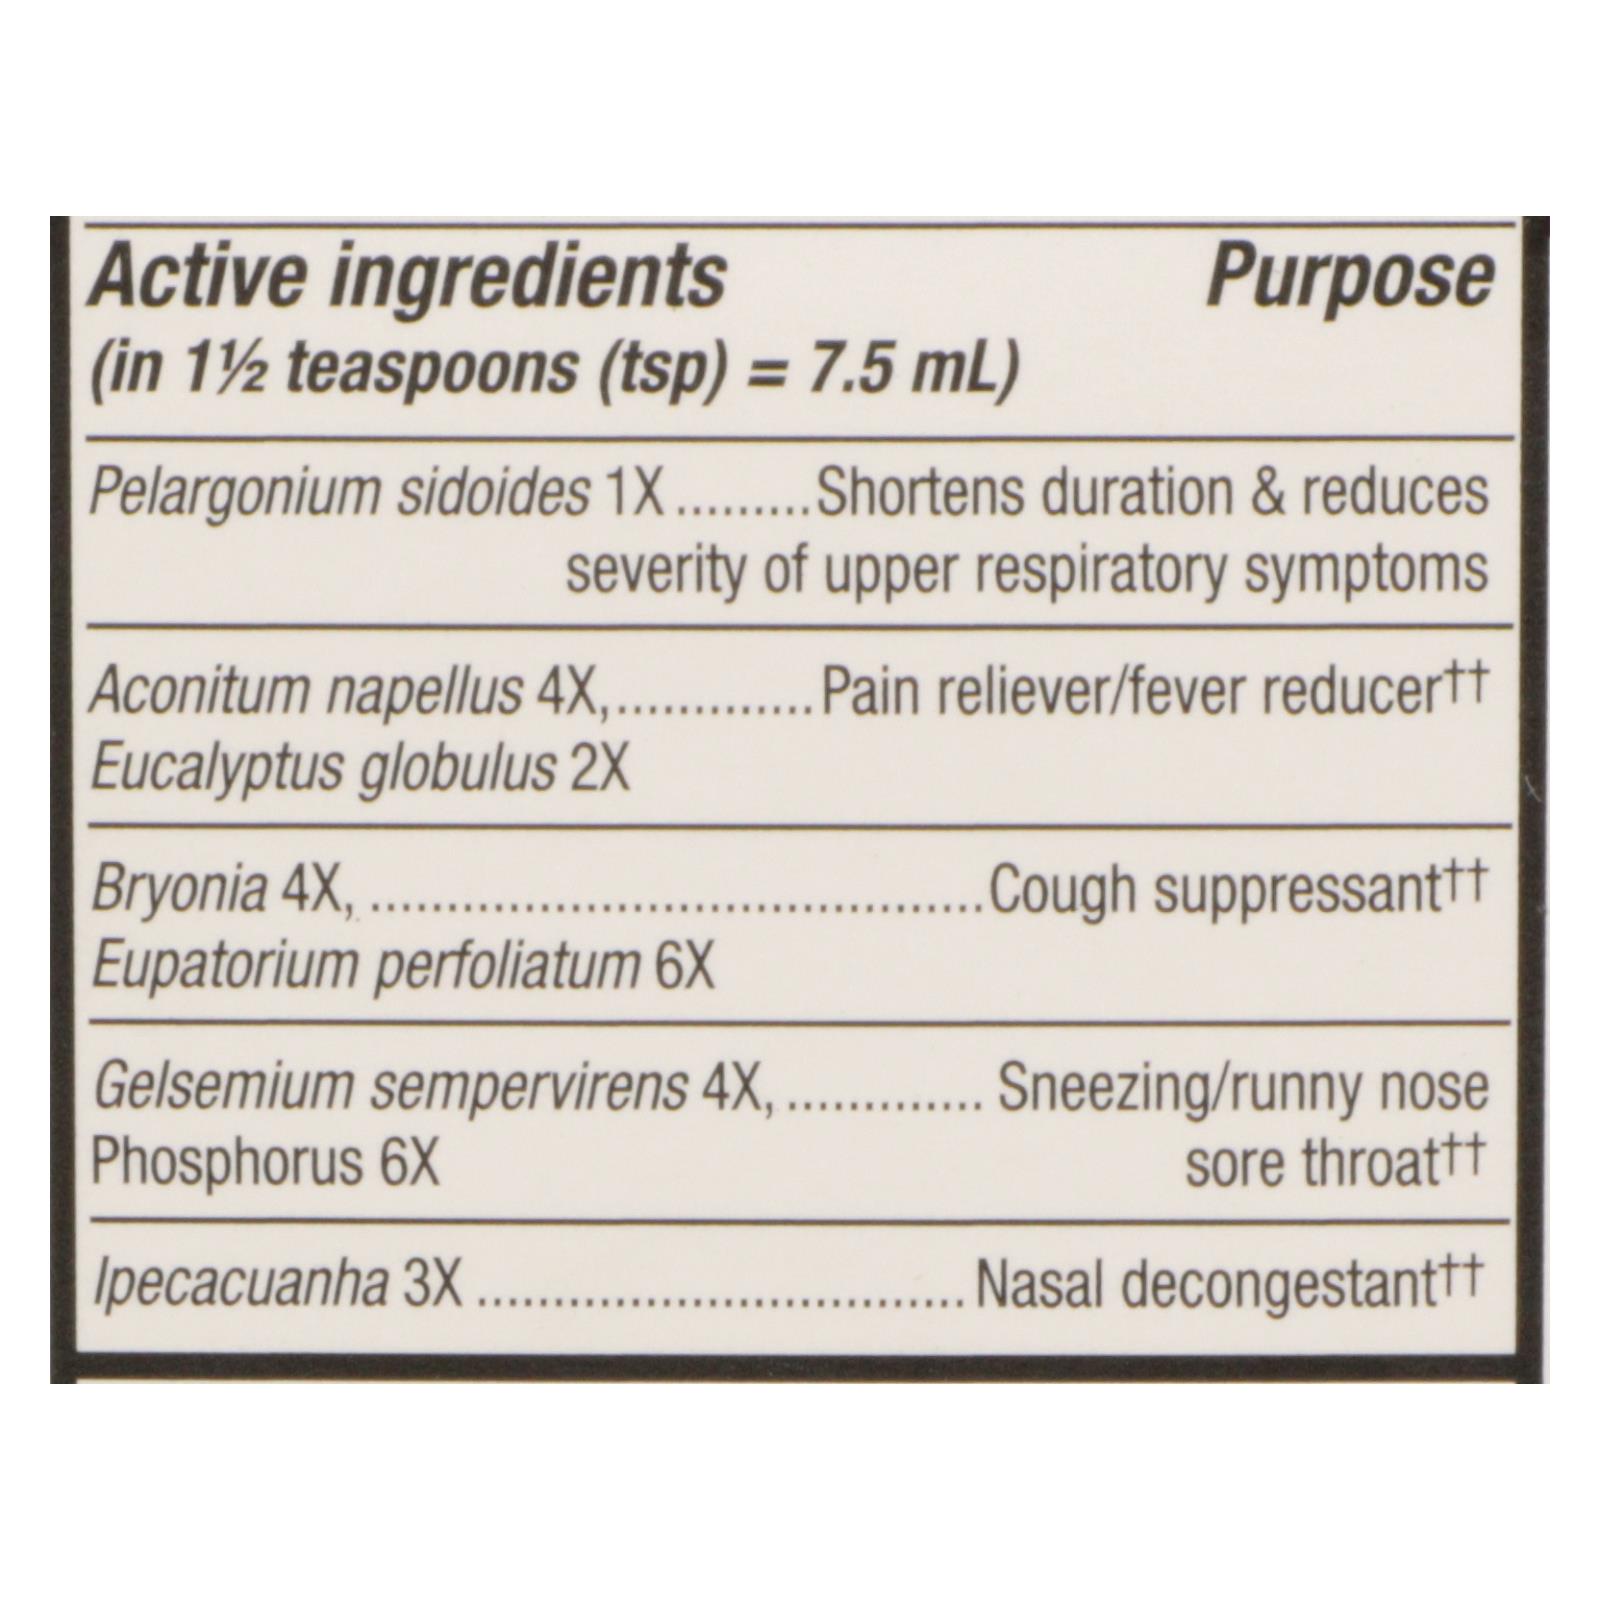 Active ingredients Purpose
(in 1½ teaspoons (tsp) = 7.5 mL)
Pelargonium sidoides 1X.........Shortens duration & reduces
severity of upper respiratory symptoms
Aconitum napellus 4X,.............Pain reliever/fever reducer††
Eucalyptus globulus 2X
Bryonia 4X, ........................................Cough suppressant††
Eupatorium perfoliatum 6X
Gelsemium sempervirens 4X,............. Sneezing/runny nose
Phosphorus 6X sore throat††
Ipecacuanha 3X ................................ Nasal decongestant††